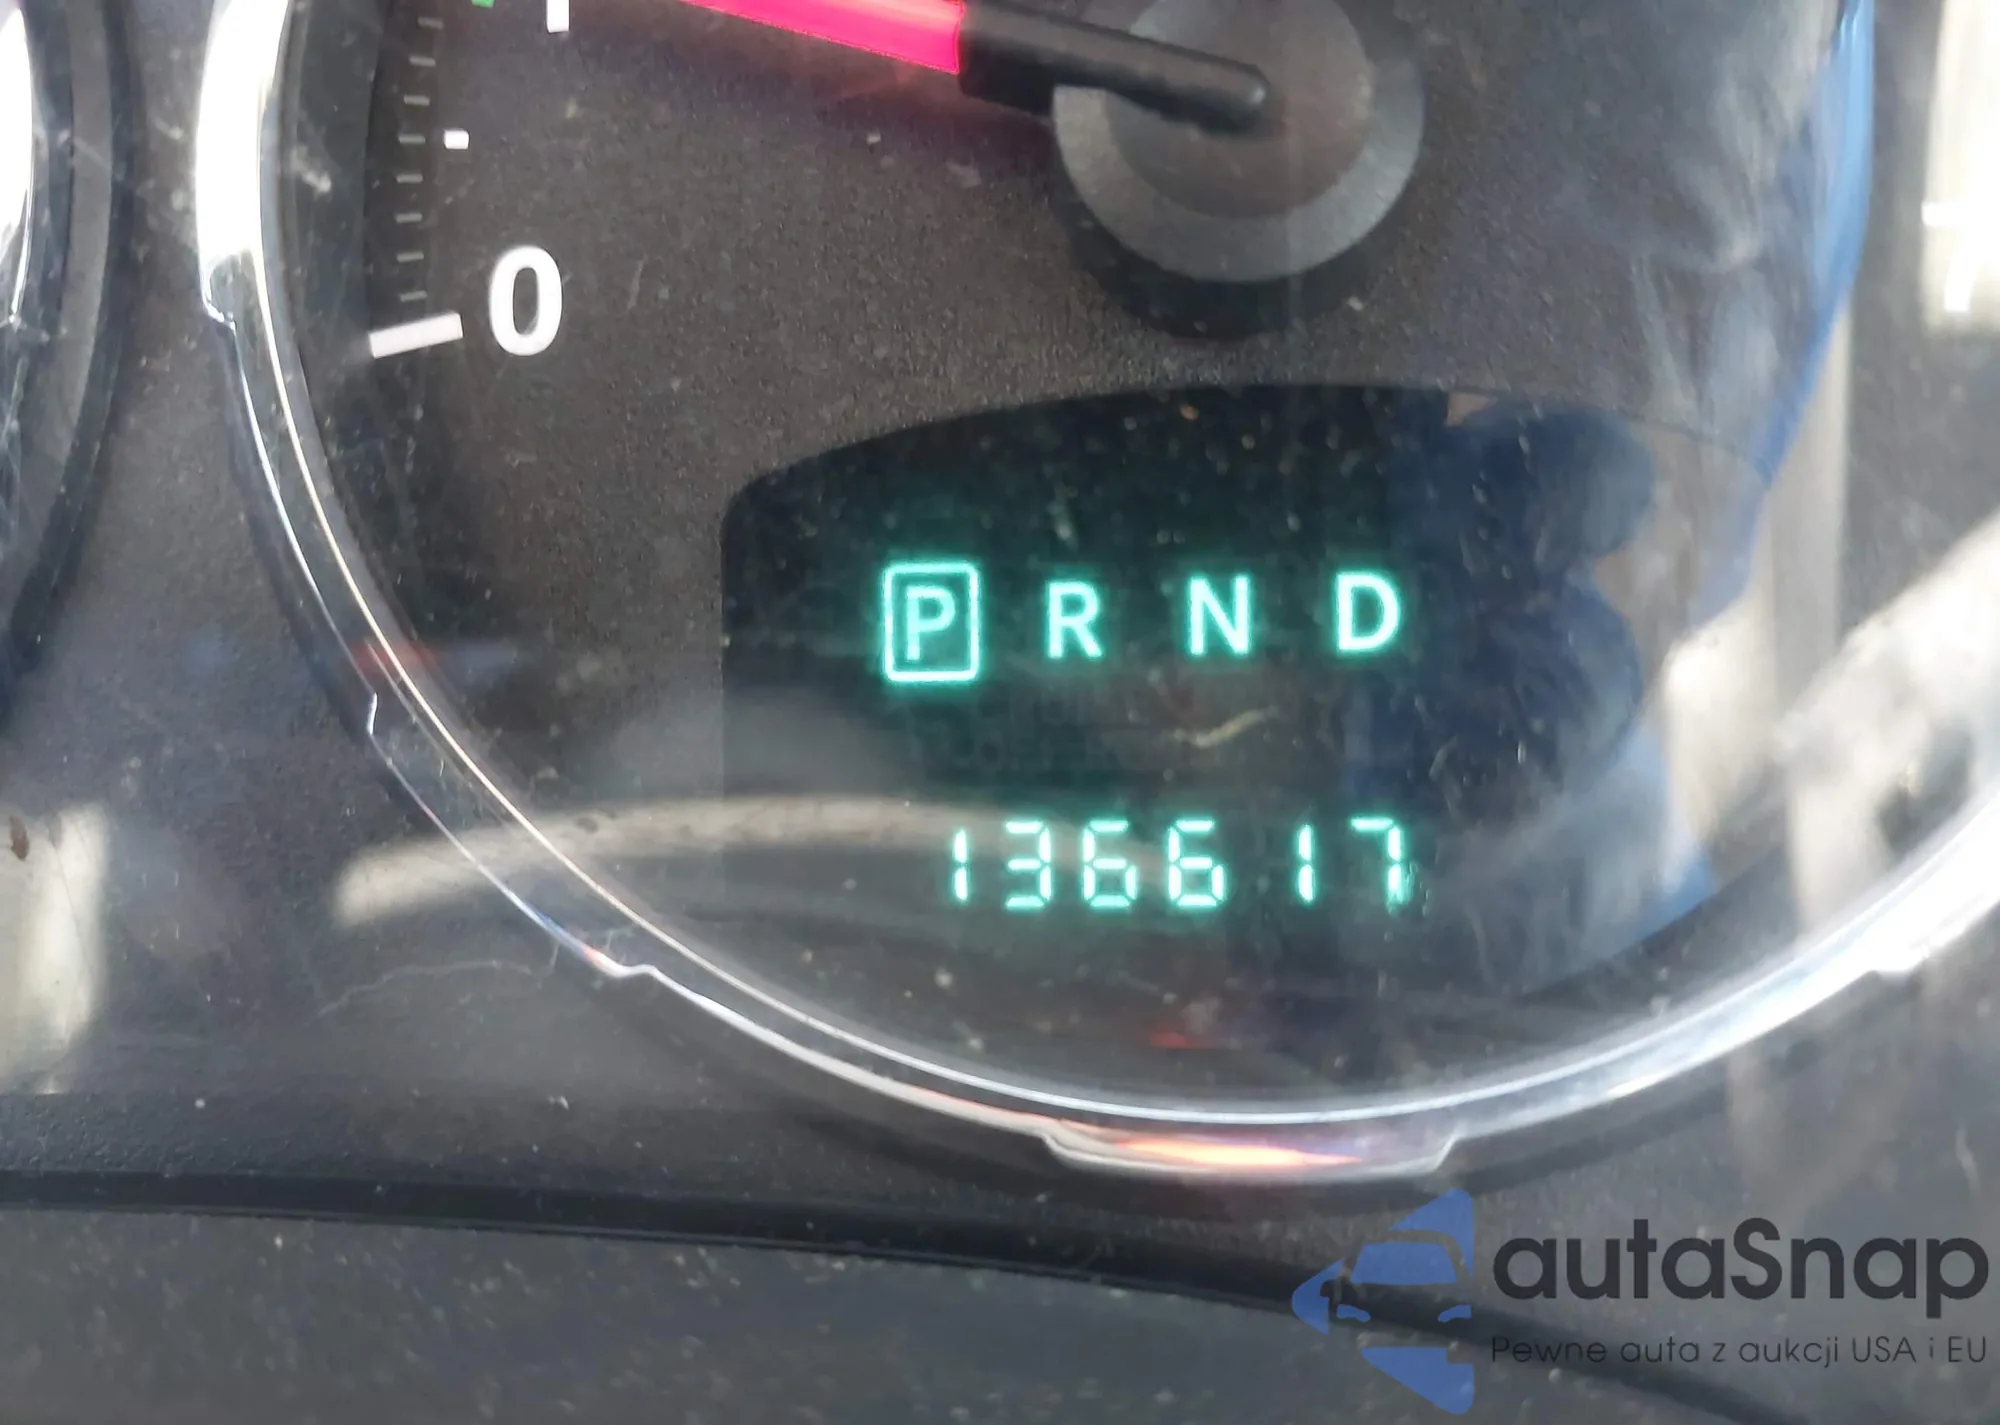 0
P R N D
136617
autaSnap
Pewne auta z aukcji USA i EU